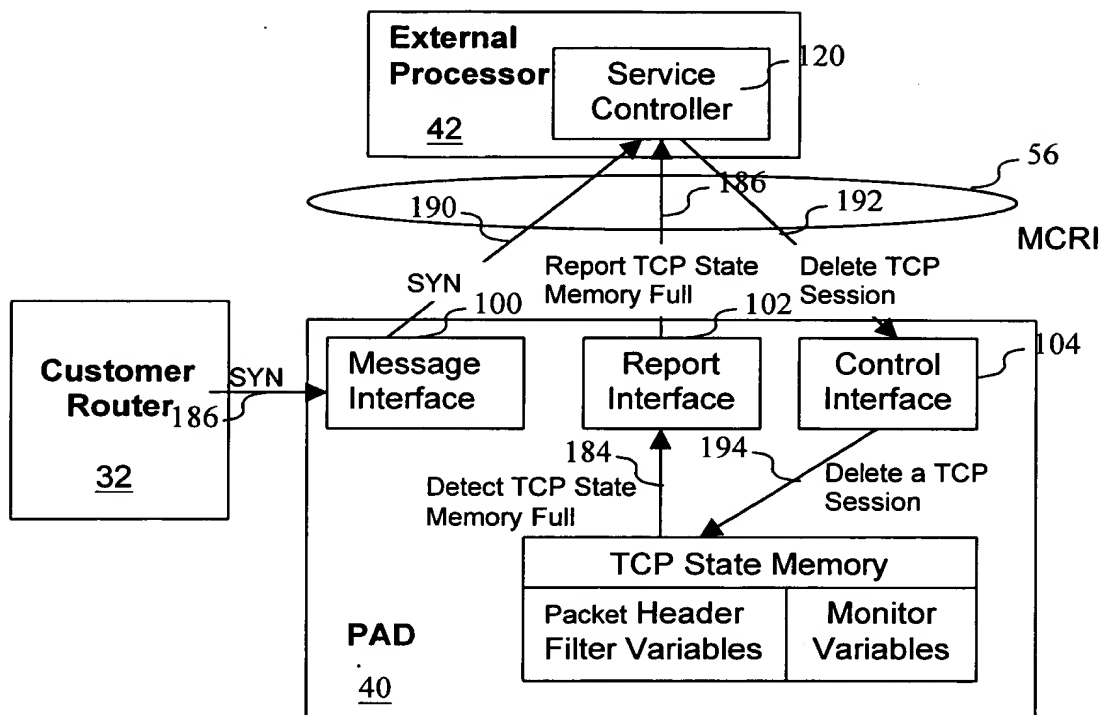 External
Processor
42
Service
Controller
120
56
MCRI
190
186
192
SYN
Report TCP State
Memory Full
Delete TCP
Session
100
102
104
Customer
Router
32
SYN
186
Message
Interface
Report
Interface
Control
Interface
184
Detect TCP State
Memory Full
194
Delete a TCP
Session
TCP State Memory
Packet Header
Filter Variables
Monitor
Variables
PAD
40